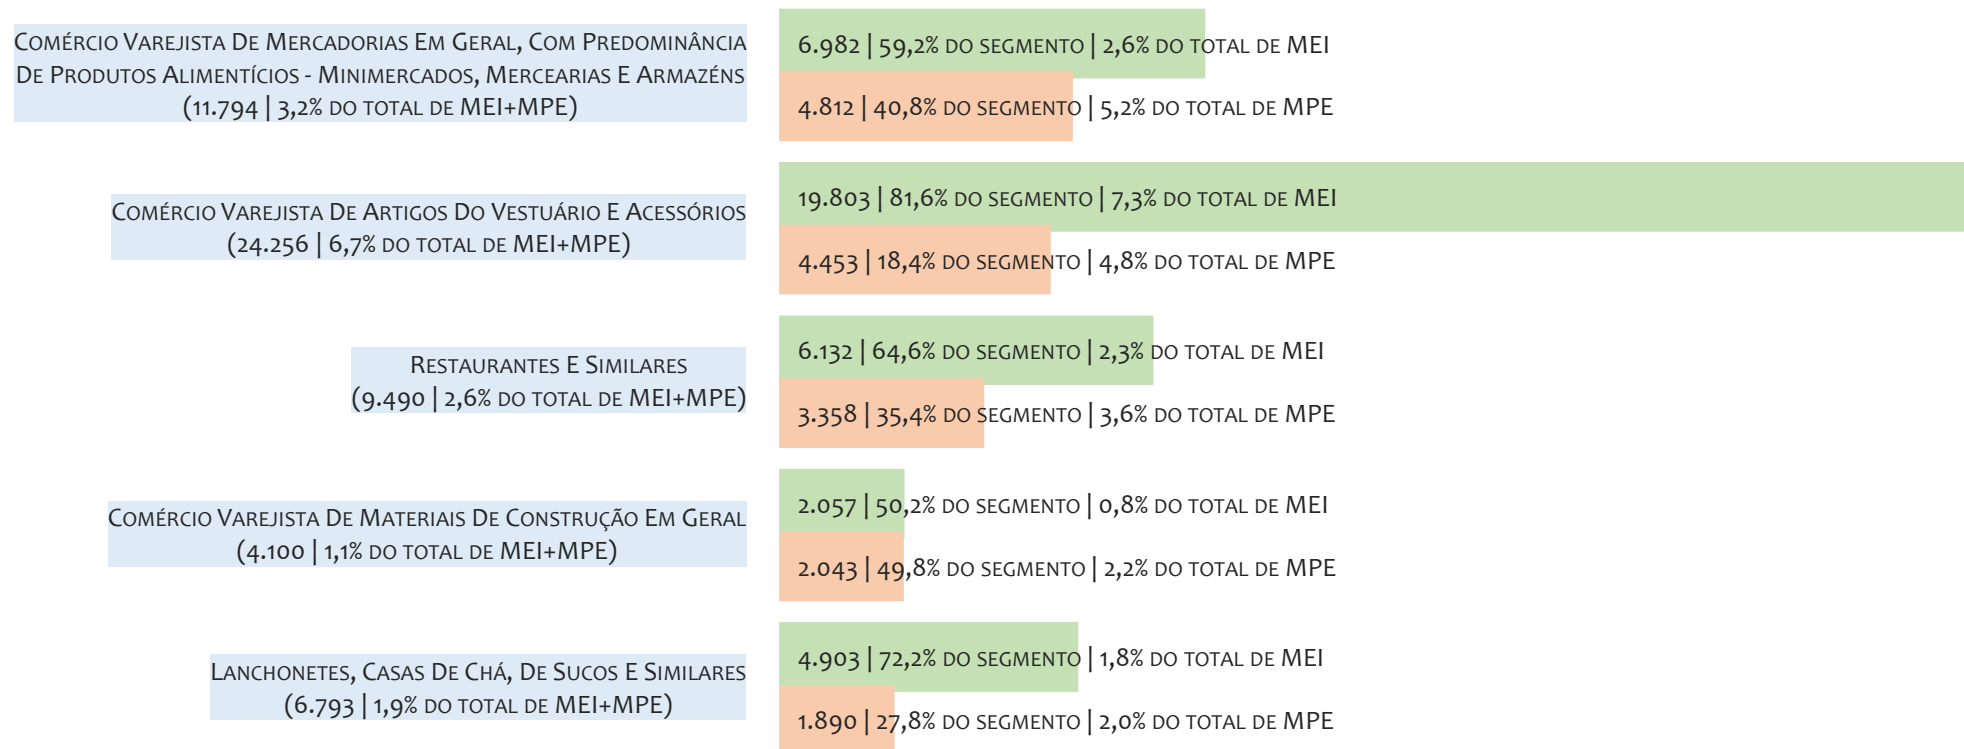 Comércio Varejista De Mercadorias Em Geral, Com Predominância
De Produtos Alimentícios - Minimercados, Mercearias E Armazéns
(11.794 | 3,2% do total de MEI+MPE)
6.982 | 59,2% do segmento | 2,6% do total de MEI
4.812 | 40,8% do segmento | 5,2% do total de MPE
Comércio Varejista De Artigos Do Vestuário E Acessórios
(24.256 | 6,7% do total de MEI+MPE)
19.803 | 81,6% do segmento | 7,3% do total de MEI
4.453 | 18,4% do segmento | 4,8% do total de MPE
Restaurantes E Similares
(9.490 | 2,6% do total de MEI+MPE)
6.132 | 64,6% do segmento | 2,3% do total de MEI
3.358 | 35,4% do segmento | 3,6% do total de MPE
Comércio Varejista De Materiais De Construção Em Geral
(4.100 | 1,1% do total de MEI+MPE)
2.057 | 50,2% do segmento | 0,8% do total de MEI
2.043 | 49,8% do segmento | 2,2% do total de MPE
Lanchonetes, Casas De Chá, De Sucos E Similares
(6.793 | 1,9% do total de MEI+MPE)
4.903 | 72,2% do segmento | 1,8% do total de MEI
1.890 | 27,8% do segmento | 2,0% do total de MPE